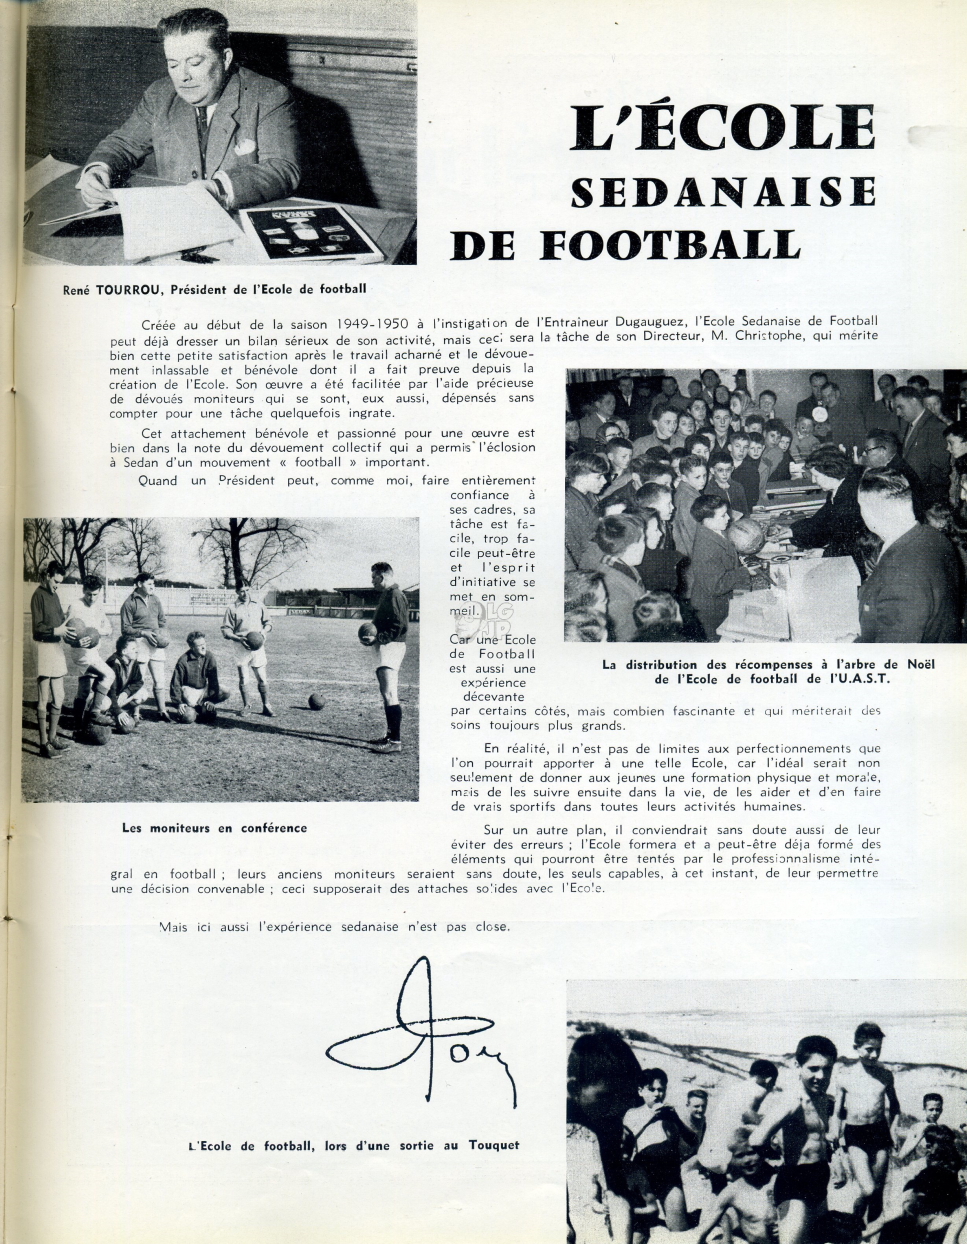 L'ÉCOLE
SEDANAISE
DE FOOTBALL
René TOURROU, Président de l'Ecole de football
Créée au début de la saison 1949-1950 à l'instigation de l'Entraîneur Dugauguez, l'Ecole Sedanaise de Football
peut déjà dresser un bilan sérieux de son activité, mais ceci sera la tâche de son Directeur, M. Christophe, qui mérite
bien cette petite satisfaction après le travail acharné et le dévoue-
ment inlassable et bénévole dont il a fait preuve depuis la
création de l'Ecole. Son œuvre a été facilitée par l'aide précieuse
de dévoués moniteurs qui se sont, eux aussi, dépensés sans
compter pour une tâche quelquefois ingrate.
Cet attachement bénévole et passionné pour une œuvre est
bien dans la note du dévouement collectif qui a permis l'éclosion
à Sedan d'un mouvement « football » important.
Quand un Président peut, comme moi, faire entièrement
confiance à
ses cadres, sa
tâche est fa-
cile, trop fa-
cile peut-être
et l'esprit
d'initiative se
met en som-
meil.
Car une Ecole
de Football
est aussi une
expérience
décevante
par certains côtés, mais combien fascinante et qui mériterait des
soins toujours plus grands.
La distribution des récompenses à l'arbre de Noël
de l'Ecole de football de l'U.A.S.T.
En réalité, il n'est pas de limites aux perfectionnements que
l'on pourrait apporter à une telle Ecole, car l'idéal serait non
seulement de donner aux jeunes une formation physique et morale,
mais de les suivre ensuite dans la vie, de les aider et d'en faire
de vrais sportifs dans toutes leurs activités humaines.
Les moniteurs en conférence
Sur un autre plan, il conviendrait sans doute aussi de leur
éviter des erreurs ; l'Ecole formera et a peut-être déja formé des
éléments qui pourront être tentés par le professionnalisme inté-
gral en football ; leurs anciens moniteurs seraient sans doute, les seuls capables, à cet instant, de leur permettre
une décision convenable ; ceci supposerait des attaches solides avec l'Ecole.
Mais ici aussi l'expérience sedanaise n'est pas close.
L'Ecole de football, lors d'une sortie au Touquet